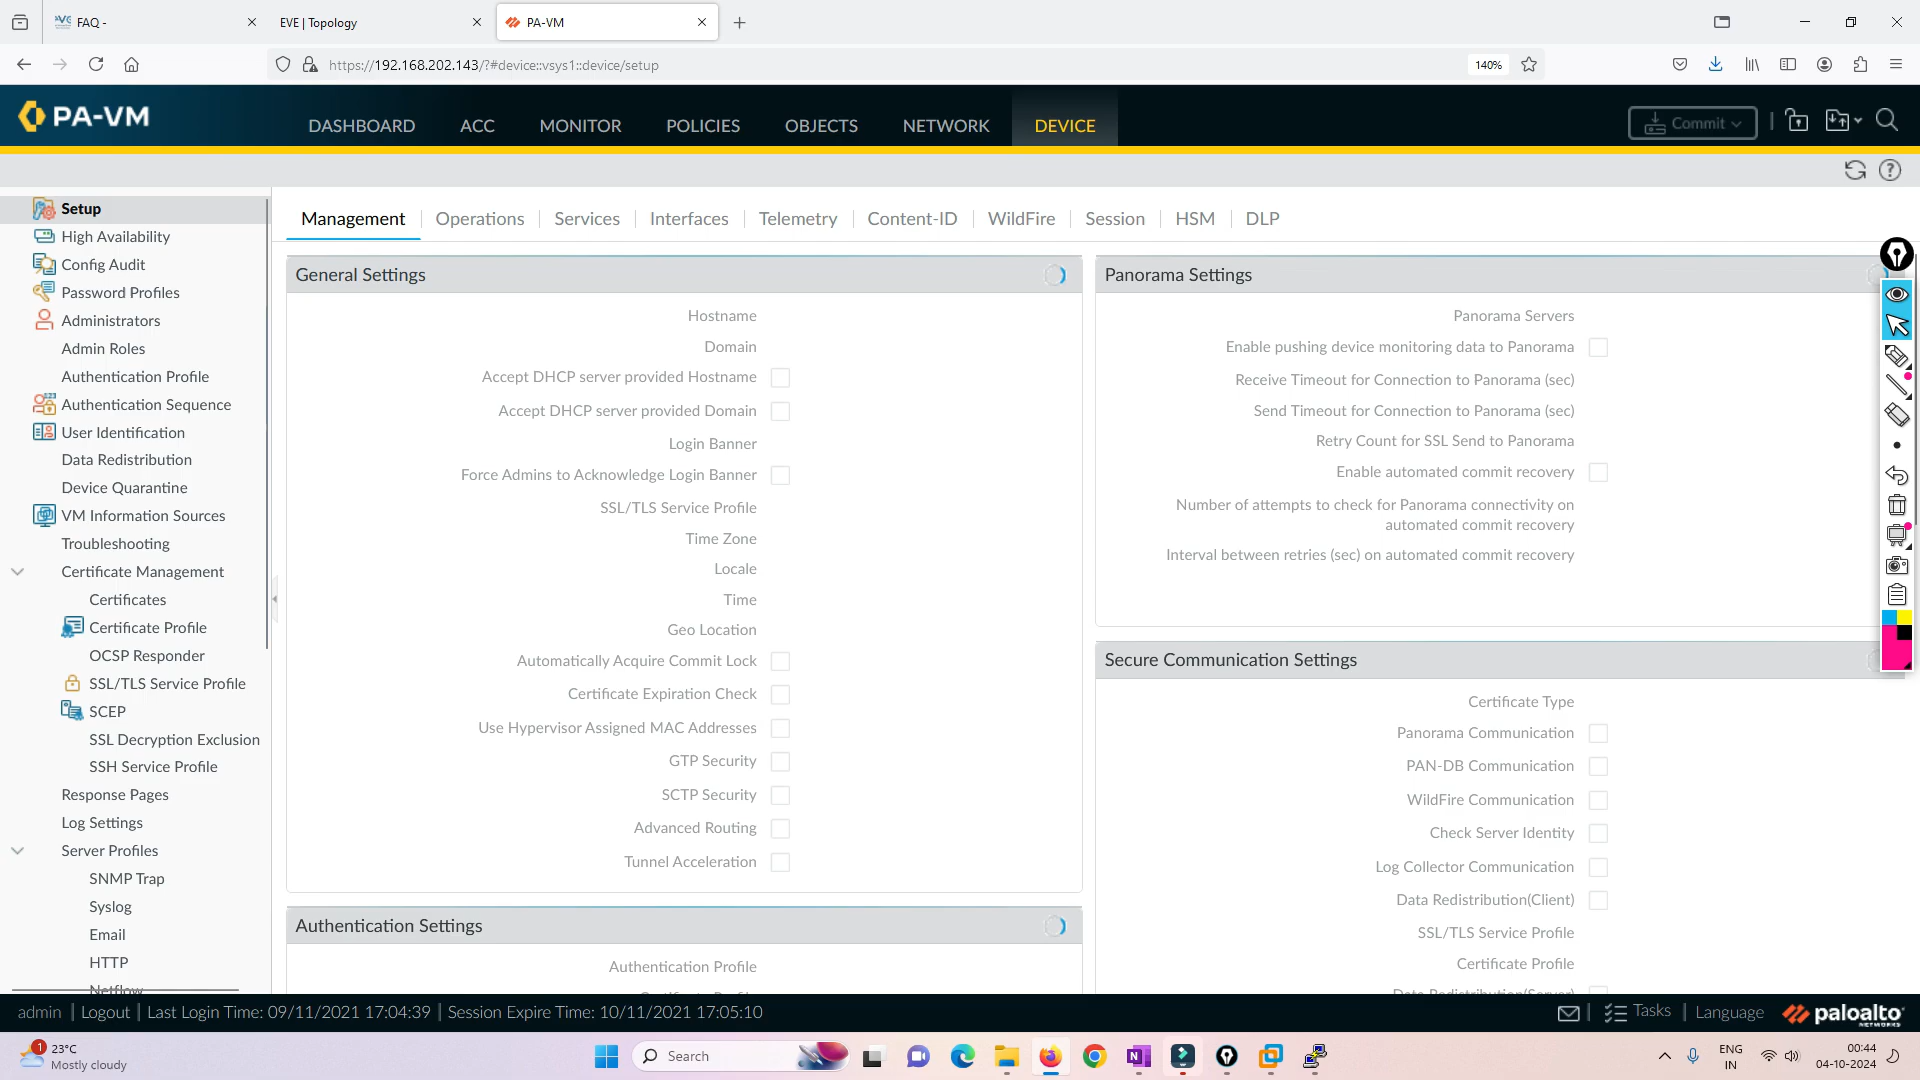 FAQ -
EVE | Topology
PA-VM
https://192.168.202.143/?#device::vsys1::device/setup
140%
PA-VM
DASHBOARD
ACC
MONITOR
POLICIES
OBJECTS
NETWORK
DEVICE
Commit
Setup
High Availability
Config Audit
Password Profiles
Administrators
Admin Roles
Authentication Profile
Authentication Sequence
User Identification
Data Redistribution
Device Quarantine
VM Information Sources
Troubleshooting
Certificate Management
Certificates
Certificate Profile
OCSP Responder
SSL/TLS Service Profile
SCEP
SSL Decryption Exclusion
SSH Service Profile
Response Pages
Log Settings
Server Profiles
SNMP Trap
Syslog
Email
HTTP
Netflow
Management
Operations
Services
Interfaces
Telemetry
Content-ID
WildFire
Session
HSM
DLP
General Settings
Hostname
Domain
Accept DHCP server provided Hostname
Accept DHCP server provided Domain
Login Banner
Force Admins to Acknowledge Login Banner
SSL/TLS Service Profile
Time Zone
Locale
Time
Geo Location
Automatically Acquire Commit Lock
Certificate Expiration Check
Use Hypervisor Assigned MAC Addresses
GTP Security
SCTP Security
Advanced Routing
Tunnel Acceleration
Authentication Settings
Authentication Profile
Certificate Profile
Panorama Settings
Panorama Servers
Enable pushing device monitoring data to Panorama
Receive Timeout for Connection to Panorama (sec)
Send Timeout for Connection to Panorama (sec)
Retry Count for SSL Send to Panorama
Enable automated commit recovery
Number of attempts to check for Panorama connectivity on
automated commit recovery
Interval between retries (sec) on automated commit recovery
Secure Communication Settings
Certificate Type
Panorama Communication
PAN-DB Communication
WildFire Communication
Check Server Identity
Log Collector Communication
Data Redistribution(Client)
SSL/TLS Service Profile
Certificate Profile
Data Redistribution(Server)
admin | Logout | Last Login Time: 09/11/2021 17:04:39 | Session Expire Time: 10/11/2021 17:05:10
Tasks | Language
paloalto
NETWORKS
1
23°C
Mostly cloudy
Search
ENG
IN
00:44
04-10-2024